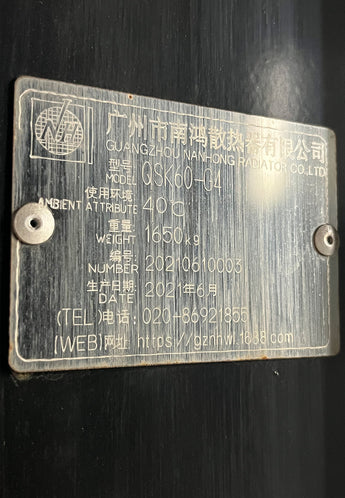 NH
广州市南鸿散热器有限公司
GUANGZHOU NANHONG RADIATOR CO.,LTD
型号: QSK60-G4
MODEL
使用环境: 40℃
AMBIENT ATTRIBUTE
重量: 1650kg
WEIGHT
编号: 20210610003
NUMBER
生产日期: 2021年6月
DATE
(TEL)电话: 020-86921855
(WEB)网址: https://gznhwl.1688.com